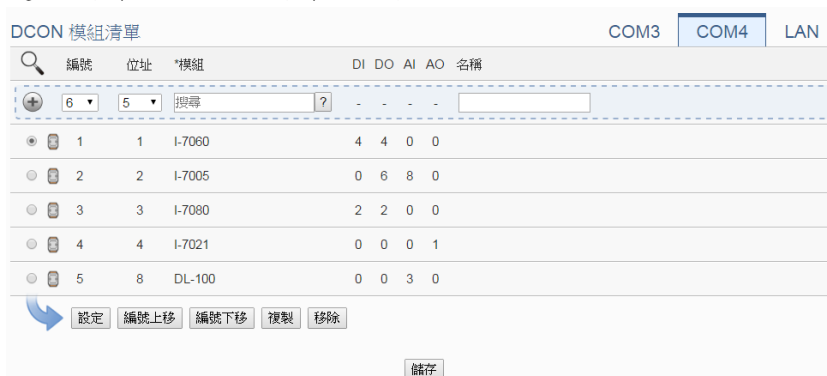 DCON 模組清單 COM3 COM4 LAN
編號 位址 *模組 DI DO AI AO 名稱
6 5 搜尋 ? - - - -
1 1 I-7060 4 4 0 0
2 2 I-7005 0 6 8 0
3 3 I-7080 2 2 0 0
4 4 I-7021 0 0 0 1
5 8 DL-100 0 0 3 0
設定 編號上移 編號下移 複製 移除
儲存